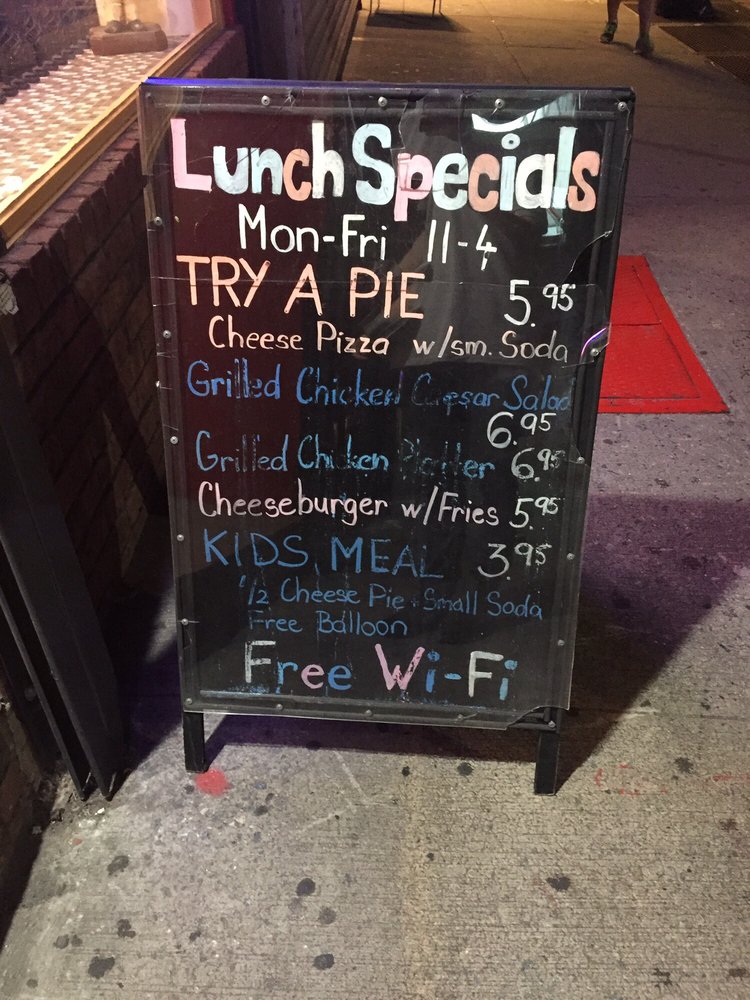 Lunch Specials
Mon-Fri 11-4
TRY A PIE 5.95
Cheese Pizza w/sm. Soda
Grilled Chicken Caesar Salad
6.95
Grilled Chicken Platter 6.95
Cheeseburger w/Fries 5.95
KIDS MEAL 3.95
1/2 Cheese Pie + Small Soda
Free Balloon
Free Wi-Fi